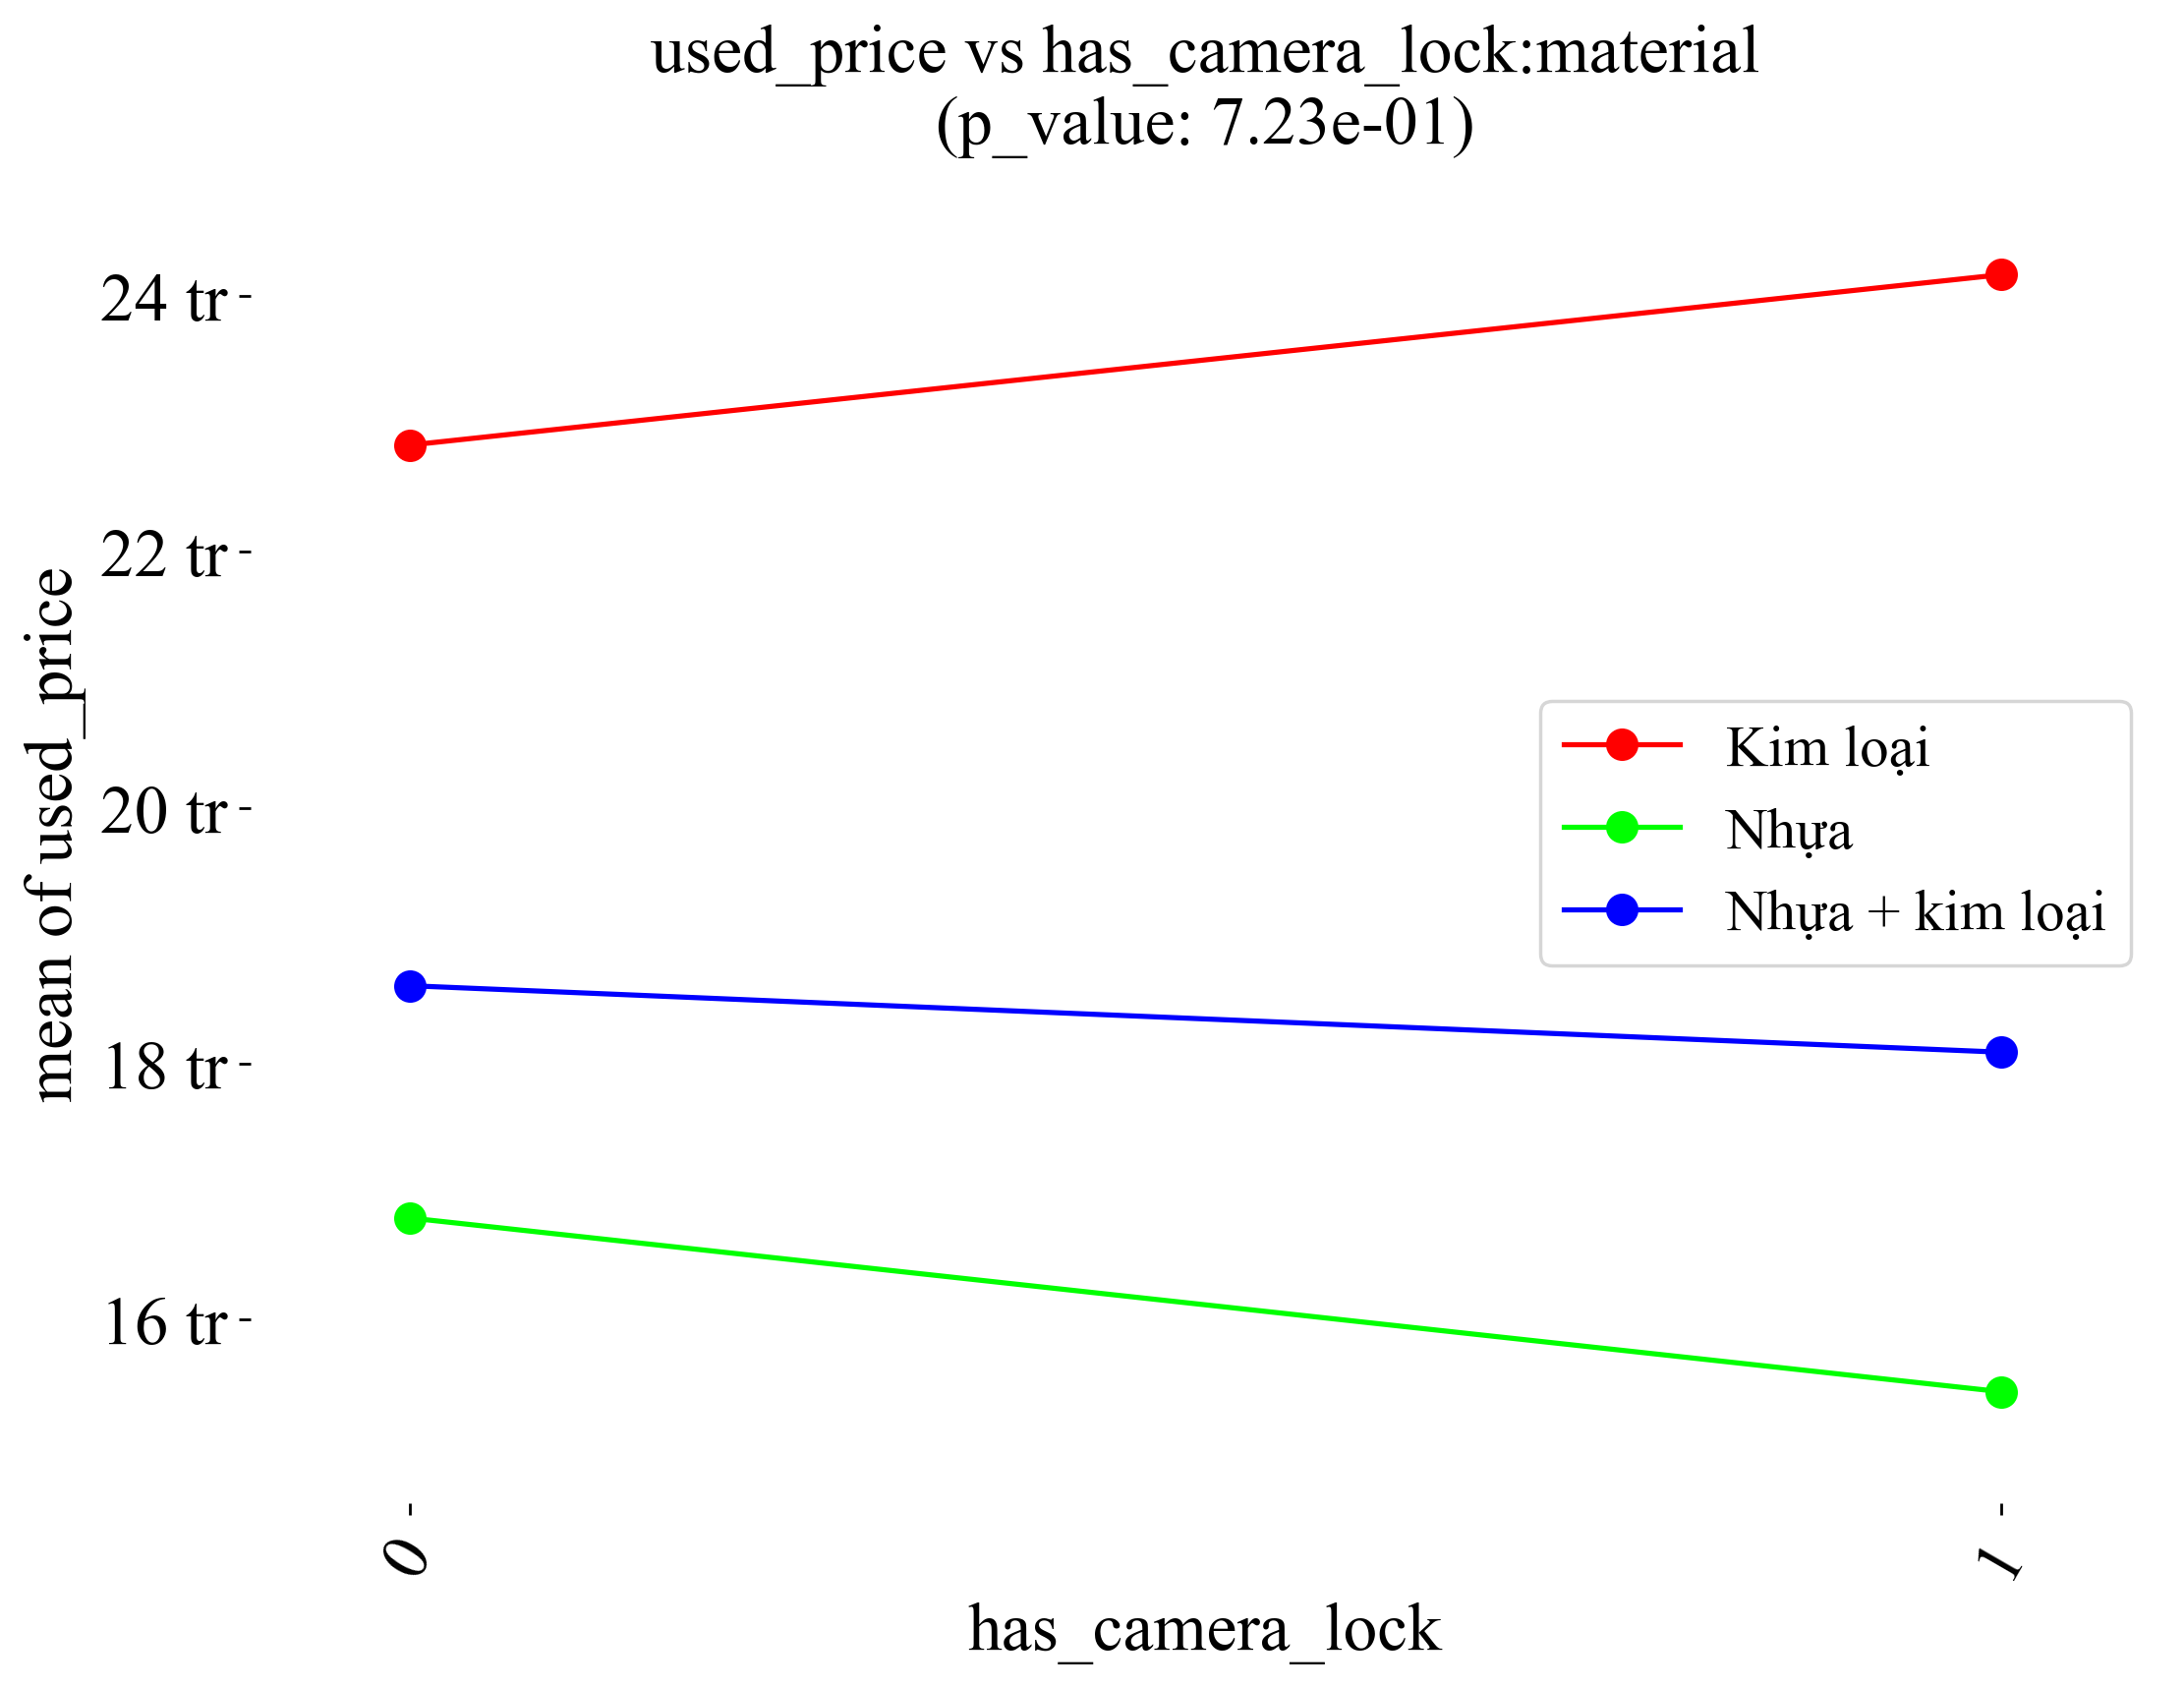 used_price vs has_camera_lock:material
(p_value: 7.23e-01)
24 tr
22 tr
20 tr
18 tr
16 tr
mean of used_price
Kim loại
Nhựa
Nhựa + kim loại
0
1
has_camera_lock